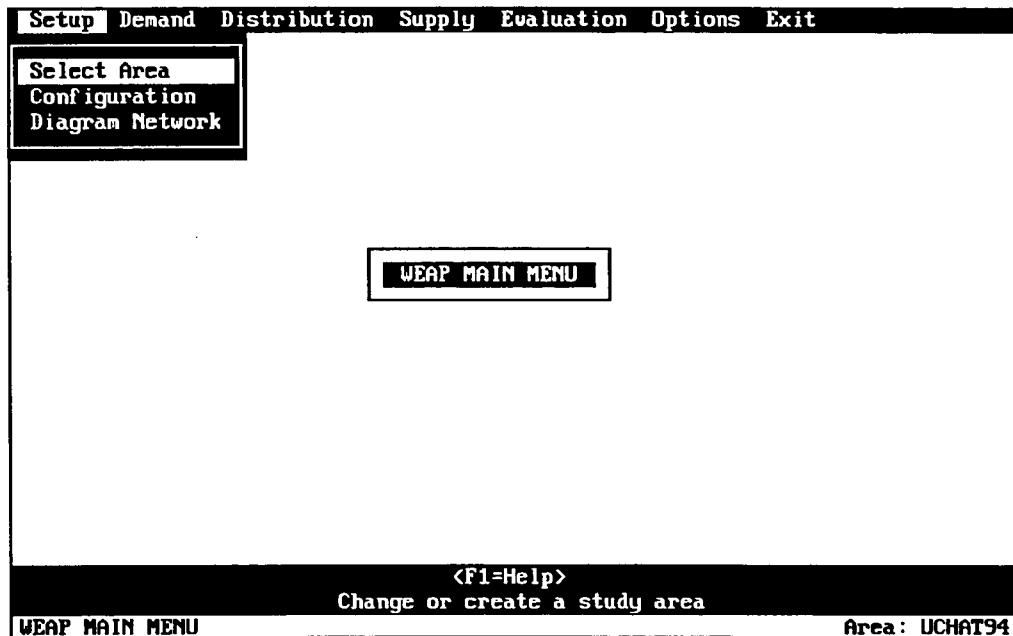 Setup Demand Distribution Supply Evaluation Options Exit
Select Area
Configuration
Diagram Network
WEAP MAIN MENU
<F1=Help>
Change or create a study area
WEAP MAIN MENU Area: UCHAT94